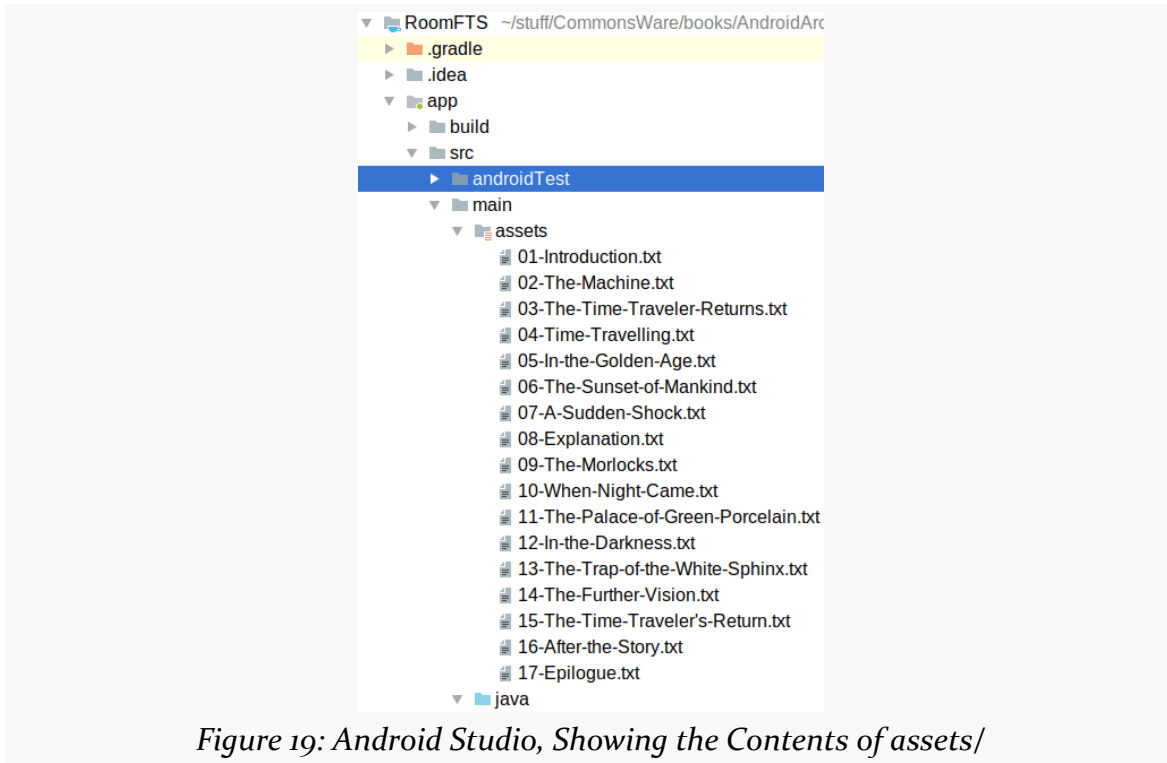 RoomFTS ~/stuff/CommonsWare/books/AndroidArc
.gradle
.idea
app
build
src
androidTest
main
assets
01-Introduction.txt
02-The-Machine.txt
03-The-Time-Traveler-Returns.txt
04-Time-Travelling.txt
05-In-the-Golden-Age.txt
06-The-Sunset-of-Mankind.txt
07-A-Sudden-Shock.txt
08-Explanation.txt
09-The-Morlocks.txt
10-When-Night-Came.txt
11-The-Palace-of-Green-Porcelain.txt
12-In-the-Darkness.txt
13-The-Trap-of-the-White-Sphinx.txt
14-The-Further-Vision.txt
15-The-Time-Traveler's-Return.txt
16-After-the-Story.txt
17-Epilogue.txt
java
Figure 19: Android Studio, Showing the Contents of assets/